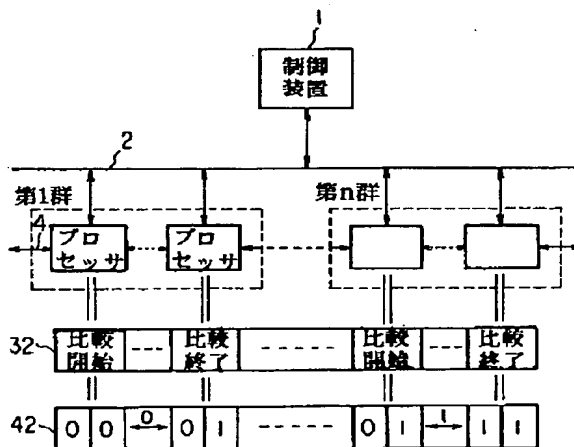 1
制御
装置
2
第1群
第n群
4
プロ
セッサ
プロ
セッサ
32
比較
開始
比較
終了
比較
開始
比較
終了
42
0 0 0 0 1 0 1 1 1 1